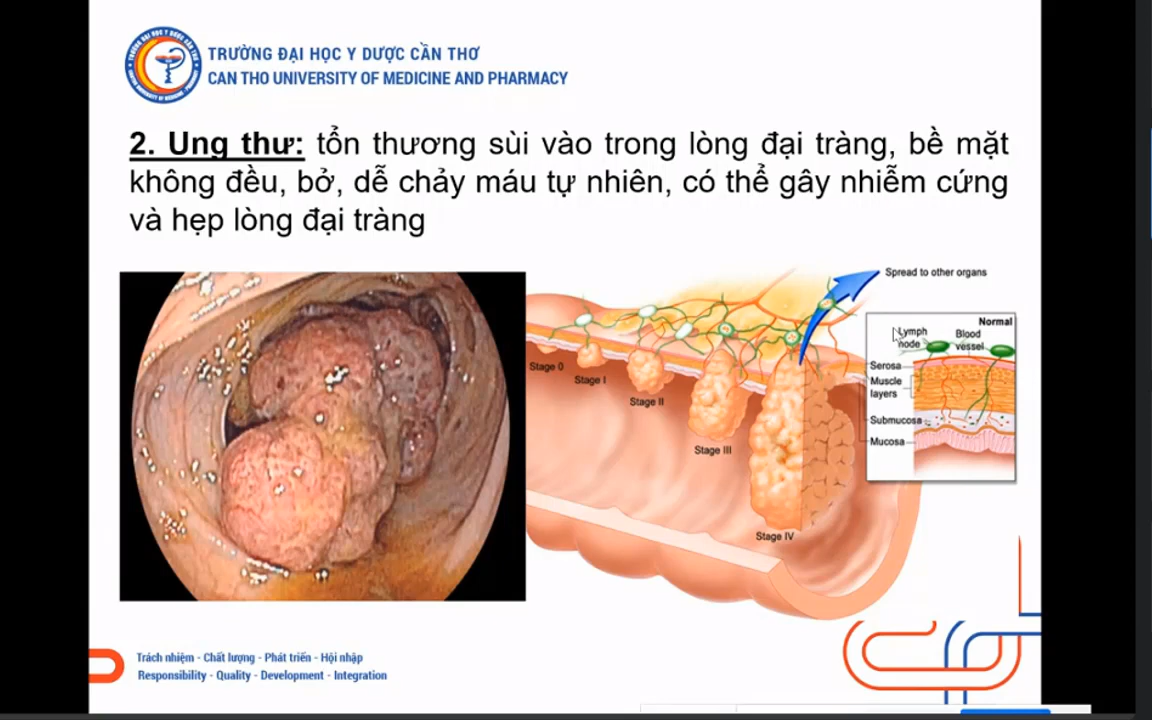 TRƯỜNG ĐẠI HỌC Y DƯỢC CẦN THƠ
CAN THO UNIVERSITY OF MEDICINE AND PHARMACY
2. Ung thư: tổn thương sùi vào trong lòng đại tràng, bề mặt
không đều, bở, dễ chảy máu tự nhiên, có thể gây nhiễm cứng
và hẹp lòng đại tràng
Spread to other organs
Normal
Lymph
node
Blood
vessel
Serosa
Muscle
layers
Submucosa
Mucosa
Stage 0
Stage I
Stage II
Stage III
Stage IV
Trách nhiệm - Chất lượng - Phát triển - Hội nhập
Responsibility - Quality - Development - Integration